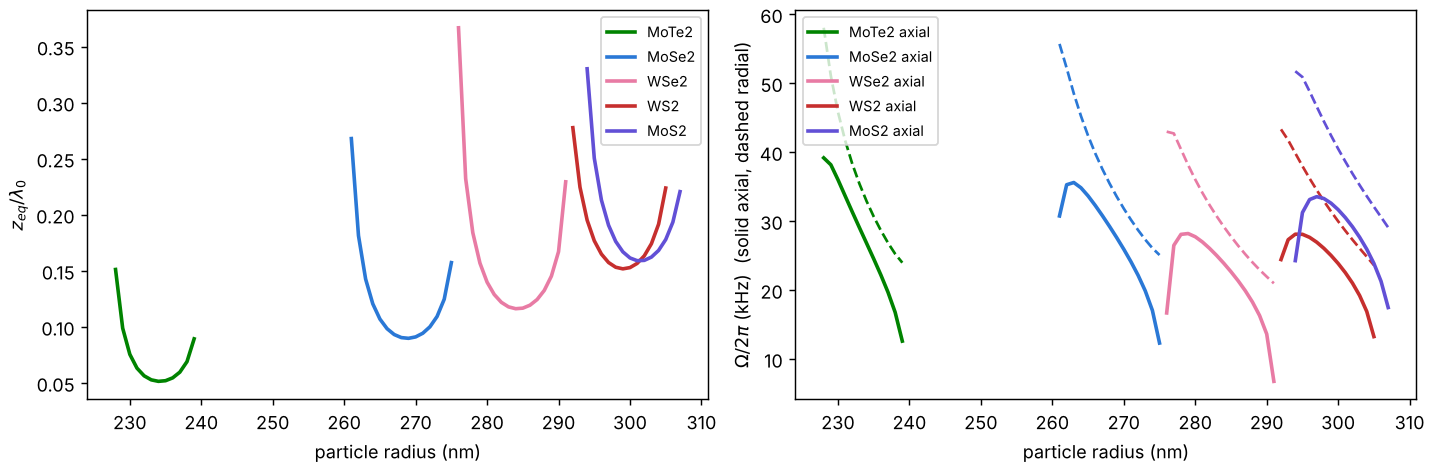 0.35
0.30
0.25
0.20
0.15
0.10
0.05
z_eq/λ_0
230 240 250 260 270 280 290 300 310
particle radius (nm)
MoTe2
MoSe2
WSe2
WS2
MoS2
60
50
40
30
20
10
Ω/2π (kHz) (solid axial, dashed radial)
230 240 250 260 270 280 290 300 310
particle radius (nm)
MoTe2 axial
MoSe2 axial
WSe2 axial
WS2 axial
MoS2 axial